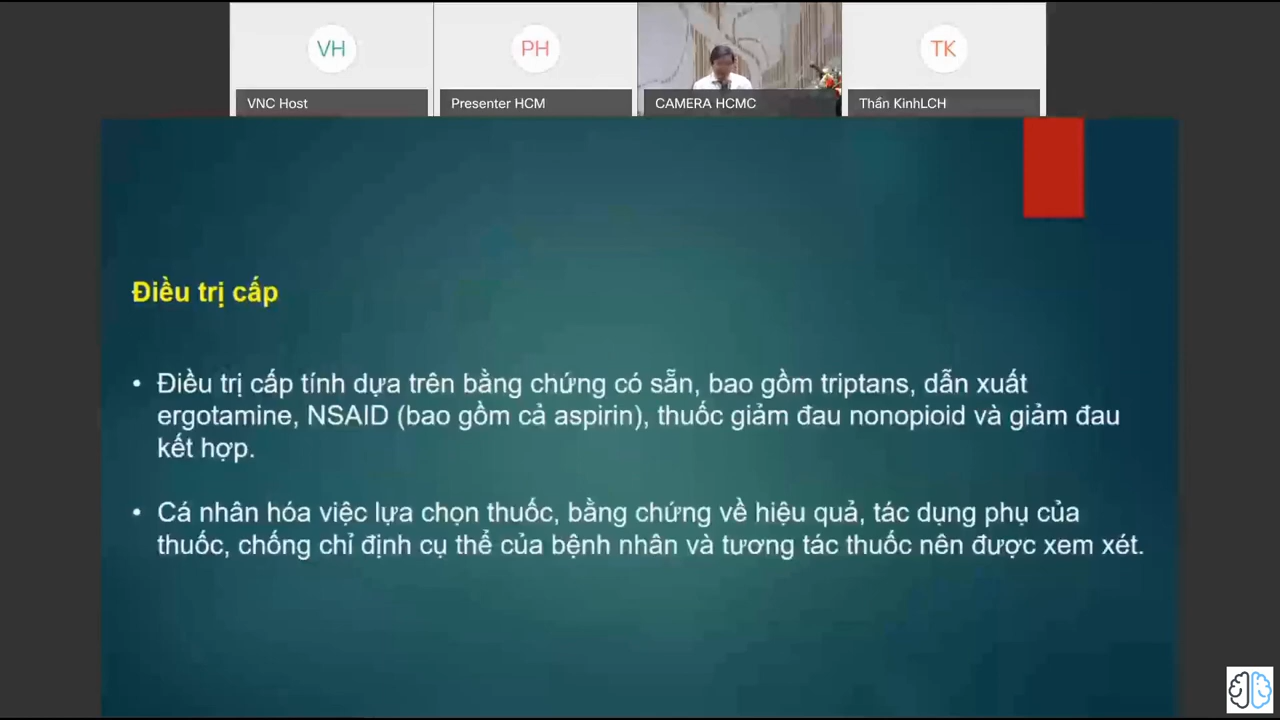 VH
PH
TK
VNC Host
Presenter HCM
CAMERA HCMC
Thần KinhLCH
Điều trị cấp
• Điều trị cấp tính dựa trên bằng chứng có sẵn, bao gồm triptans, dẫn xuất
ergotamine, NSAID (bao gồm cả aspirin), thuốc giảm đau nonopioid và giảm đau
kết hợp.
• Cá nhân hóa việc lựa chọn thuốc, bằng chứng về hiệu quả, tác dụng phụ của
thuốc, chống chỉ định cụ thể của bệnh nhân và tương tác thuốc nên được xem xét.